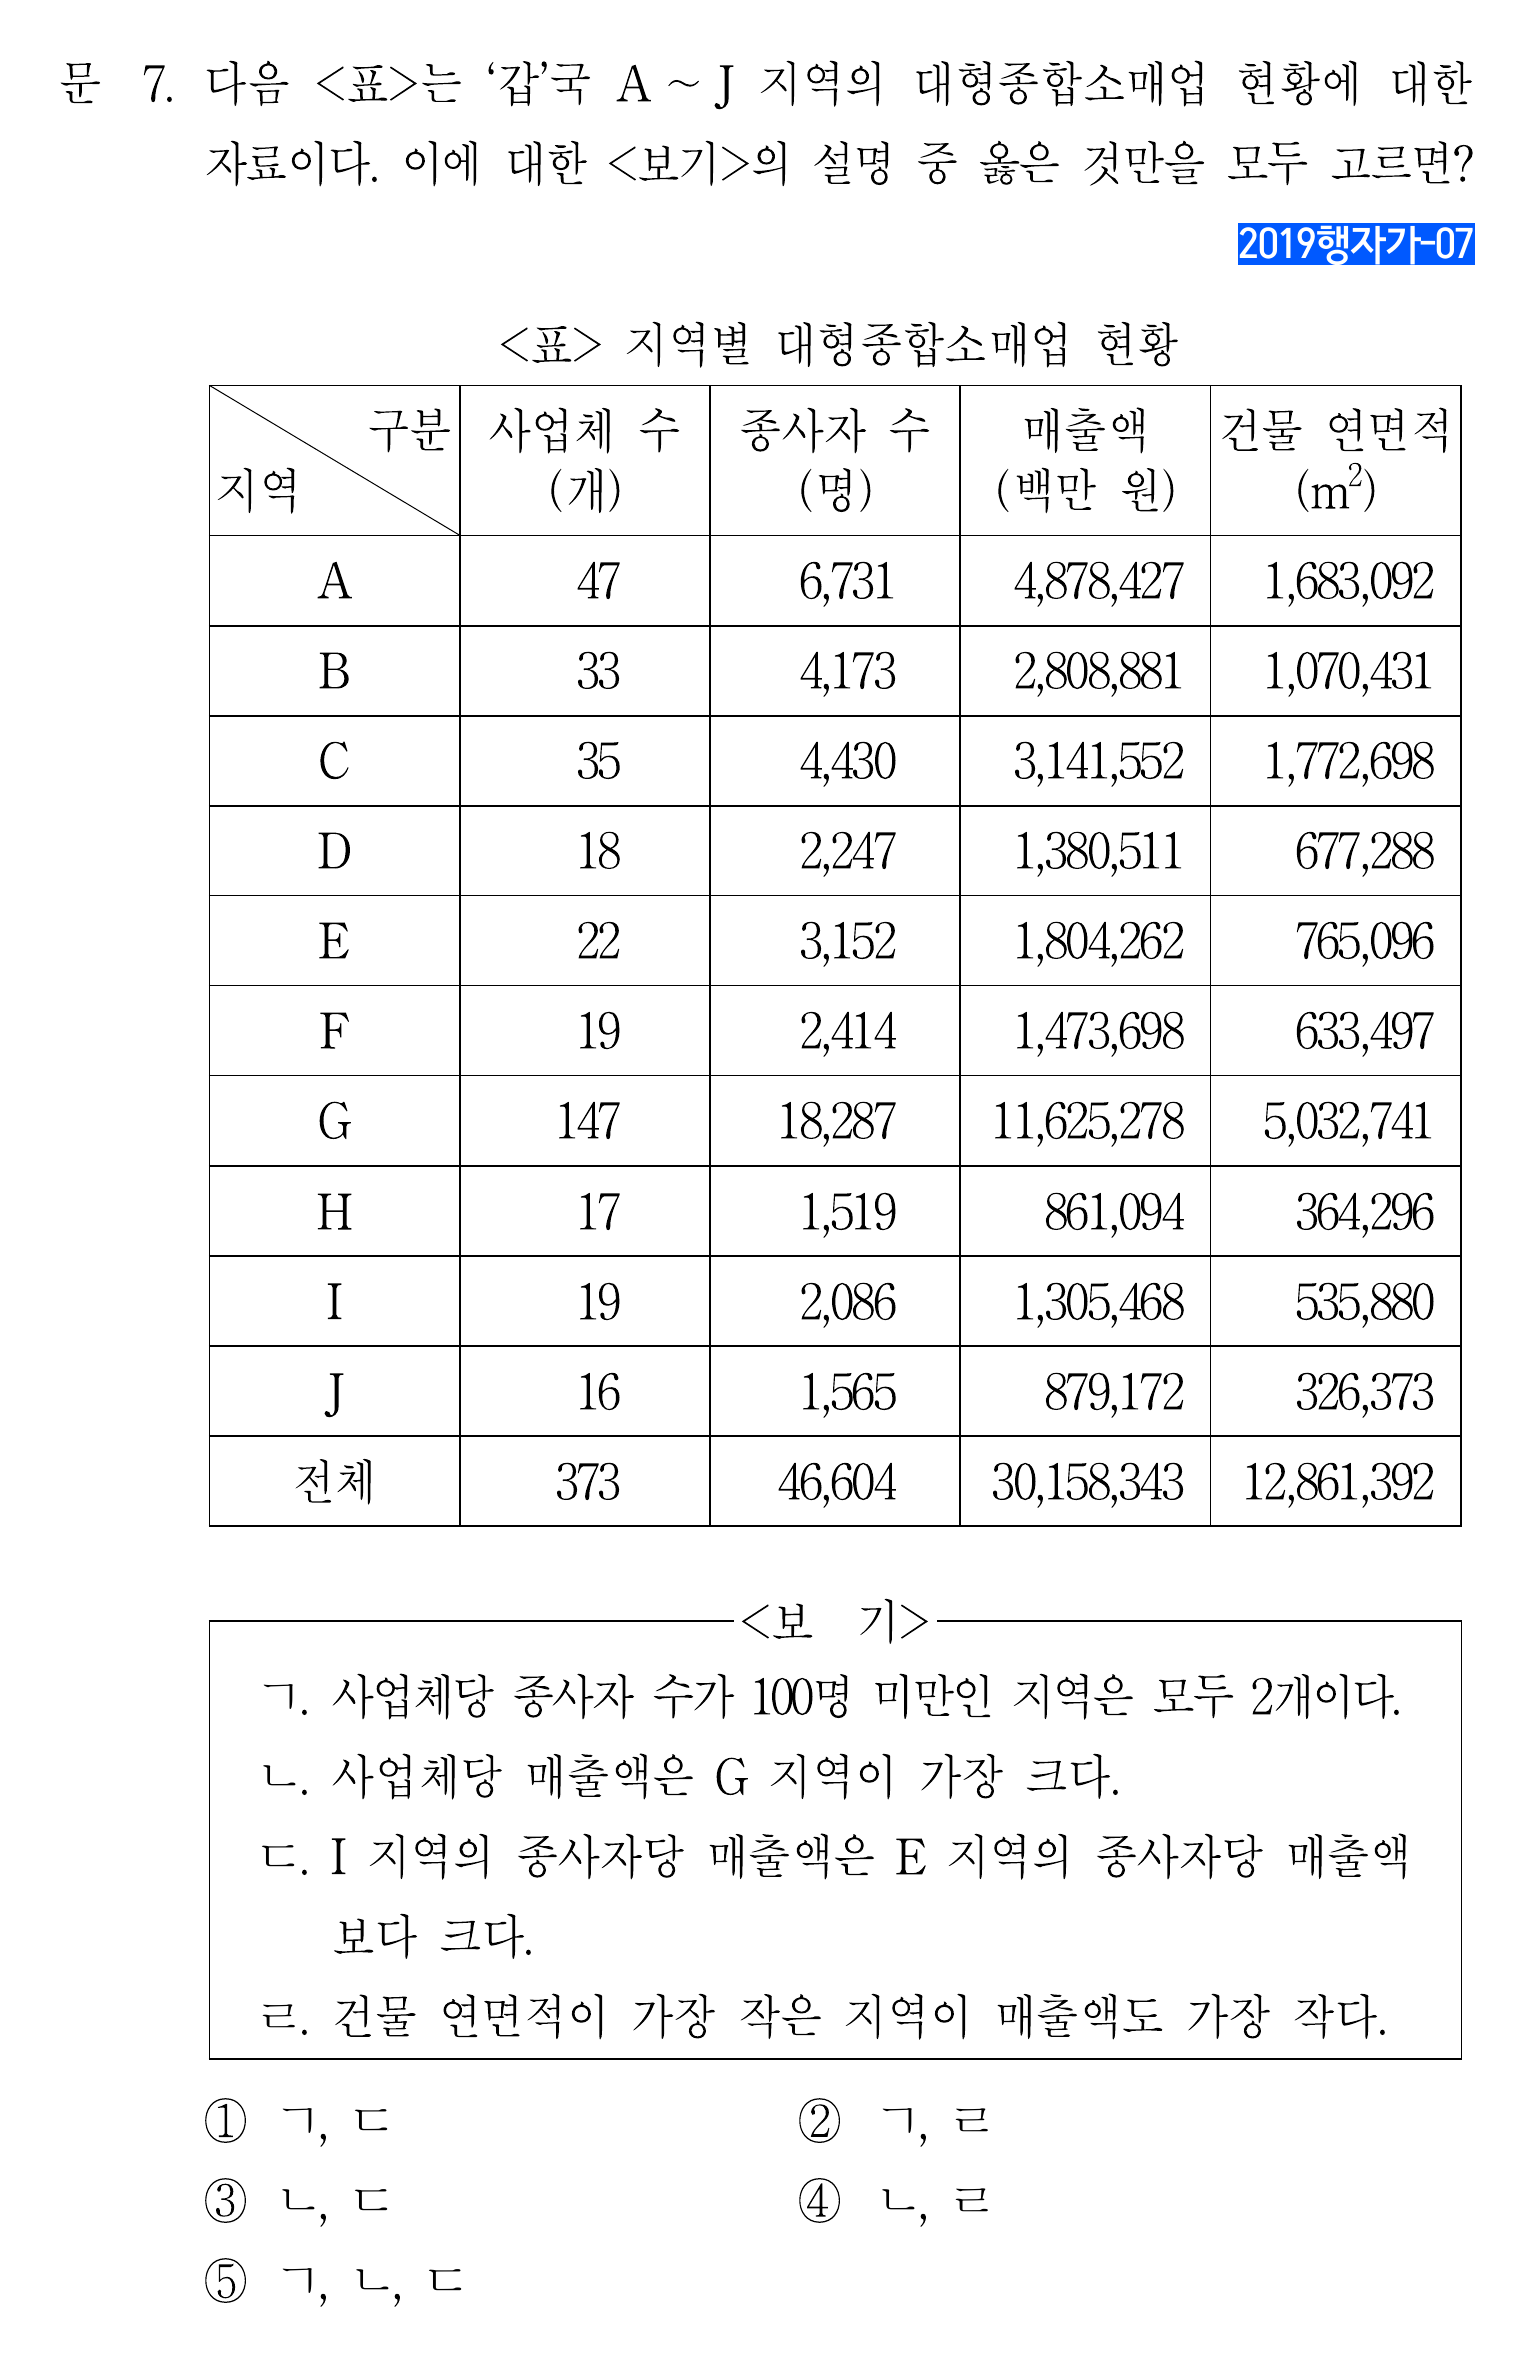 문 7. 다음 <표>는 ‘갑’국 A ~ J 지역의 대형종합소매업 현황에 대한
자료이다. 이에 대한 <보기>의 설명 중 옳은 것만을 모두 고르면?
2019행자가-07
<표> 지역별 대형종합소매업 현황
구분 지역 사업체 수 (개) 종사자 수 (명) 매출액 (백만 원) 건물 연면적 (m²)
A 47 6,731 4,878,427 1,683,092
B 33 4,173 2,808,881 1,070,431
C 35 4,430 3,141,552 1,772,698
D 18 2,247 1,380,511 677,288
E 22 3,152 1,804,262 765,096
F 19 2,414 1,473,698 633,497
G 147 18,287 11,625,278 5,032,741
H 17 1,519 861,094 364,296
I 19 2,086 1,305,468 535,880
J 16 1,565 879,172 326,373
전체 373 46,604 30,158,343 12,861,392
<보 기>
ㄱ. 사업체당 종사자 수가 100명 미만인 지역은 모두 2개이다.
ㄴ. 사업체당 매출액은 G 지역이 가장 크다.
ㄷ. I 지역의 종사자당 매출액은 E 지역의 종사자당 매출액
보다 크다.
ㄹ. 건물 연면적이 가장 작은 지역이 매출액도 가장 작다.
① ㄱ, ㄷ ② ㄱ, ㄹ
③ ㄴ, ㄷ ④ ㄴ, ㄹ
⑤ ㄱ, ㄴ, ㄷ